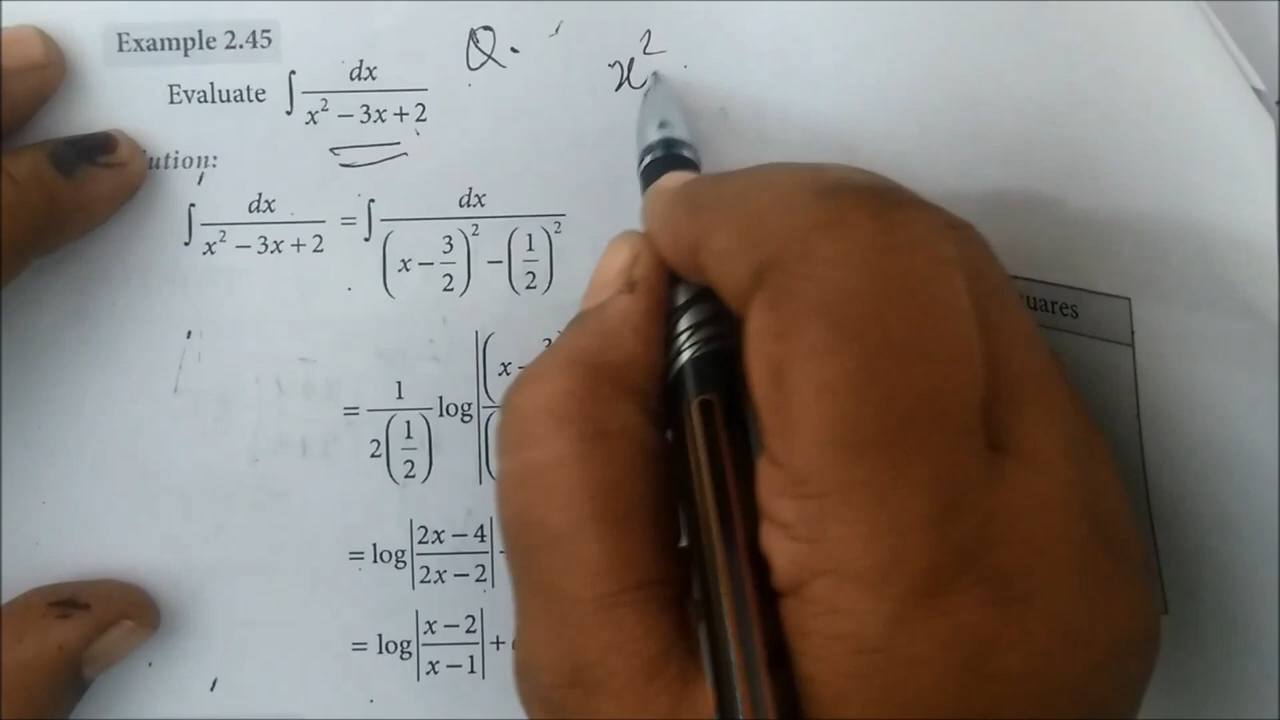 Example 2.45
Q. x²
Evaluate ∫ dx / (x² − 3x + 2)
ution:
∫ dx / (x² − 3x + 2) = ∫ dx / ((x − 3/2)² − (1/2)²)
uares
= 1 / (2(1/2)) log |(x −
= log |(2x − 4) / (2x − 2)|
= log |(x − 2) / (x − 1)| +